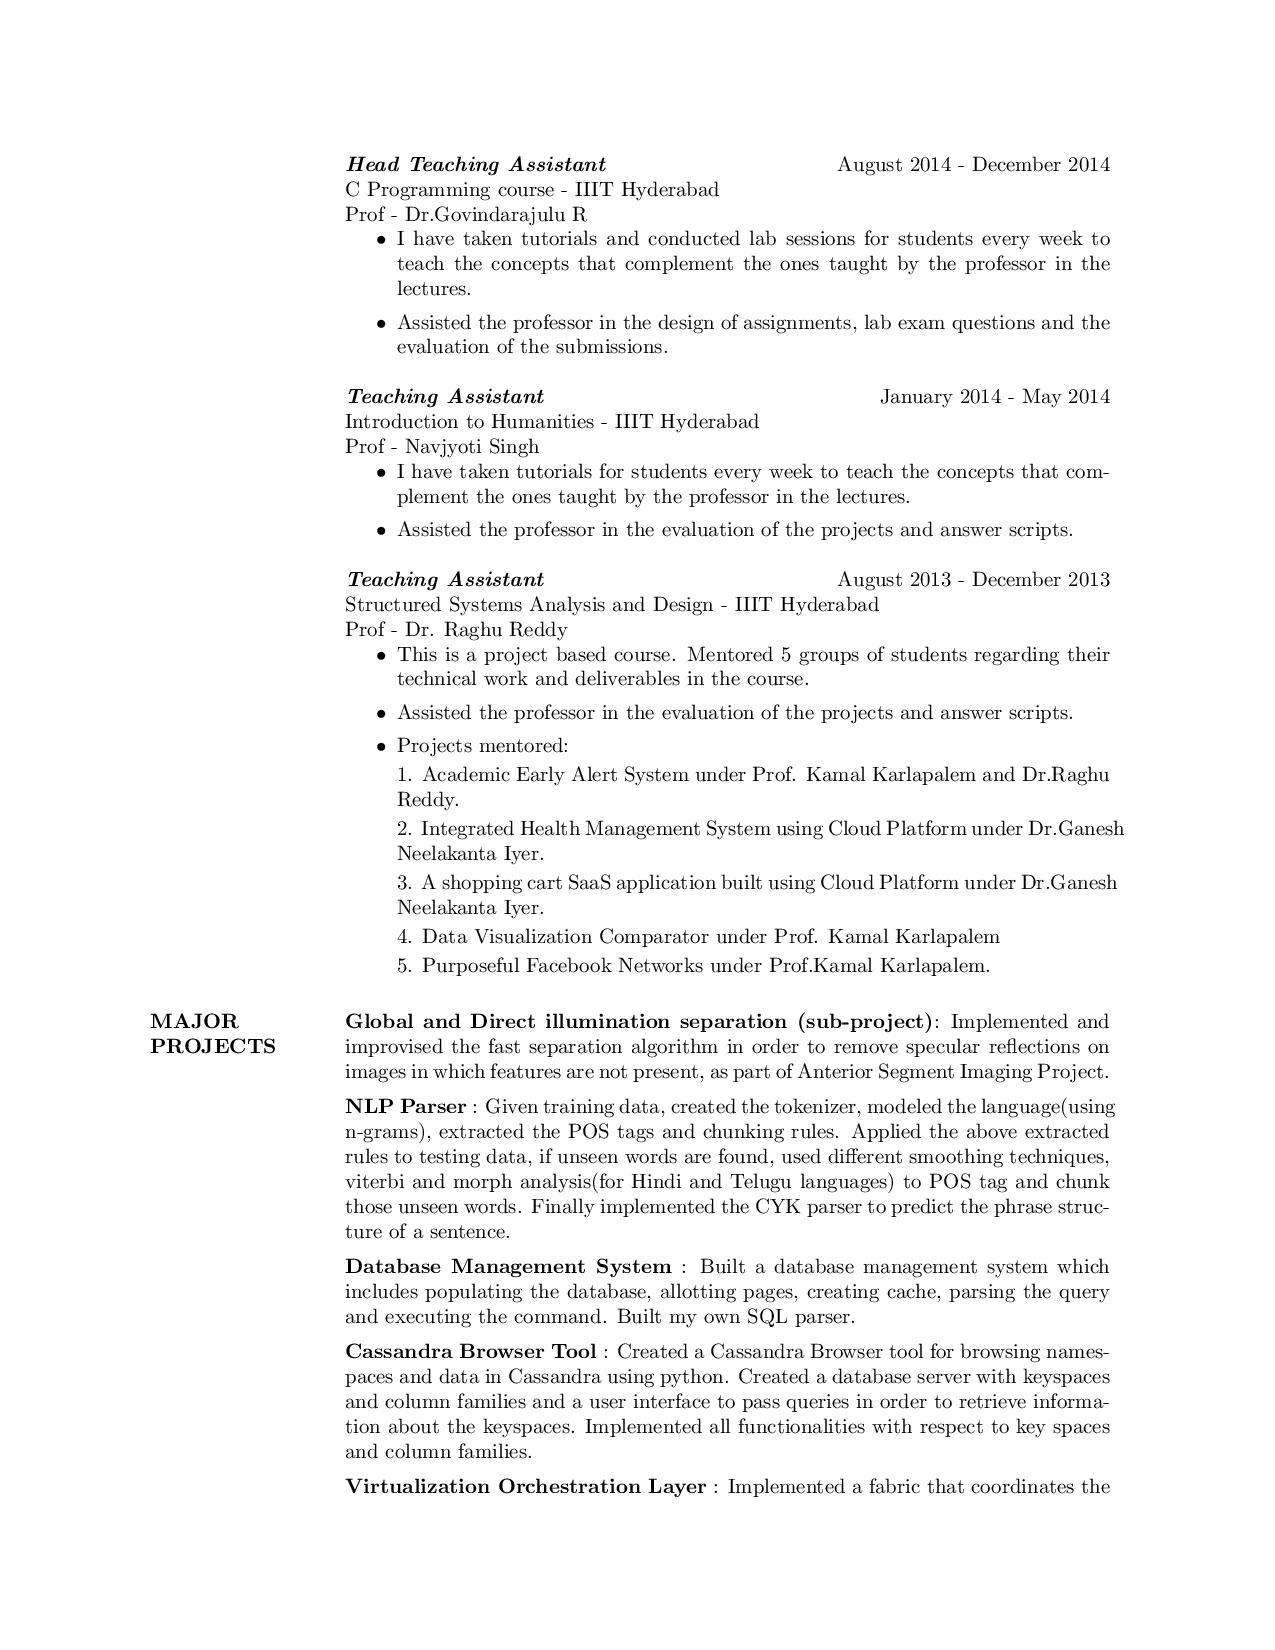 Head Teaching Assistant August 2014 - December 2014
C Programming course - IIIT Hyderabad
Prof - Dr.Govindarajulu R
• I have taken tutorials and conducted lab sessions for students every week to
teach the concepts that complement the ones taught by the professor in the
lectures.
• Assisted the professor in the design of assignments, lab exam questions and the
evaluation of the submissions.
Teaching Assistant January 2014 - May 2014
Introduction to Humanities - IIIT Hyderabad
Prof - Navjyoti Singh
• I have taken tutorials for students every week to teach the concepts that com-
plement the ones taught by the professor in the lectures.
• Assisted the professor in the evaluation of the projects and answer scripts.
Teaching Assistant August 2013 - December 2013
Structured Systems Analysis and Design - IIIT Hyderabad
Prof - Dr. Raghu Reddy
• This is a project based course. Mentored 5 groups of students regarding their
technical work and deliverables in the course.
• Assisted the professor in the evaluation of the projects and answer scripts.
• Projects mentored:
1. Academic Early Alert System under Prof. Kamal Karlapalem and Dr.Raghu
Reddy.
2. Integrated Health Management System using Cloud Platform under Dr.Ganesh
Neelakanta Iyer.
3. A shopping cart SaaS application built using Cloud Platform under Dr.Ganesh
Neelakanta Iyer.
4. Data Visualization Comparator under Prof. Kamal Karlapalem
5. Purposeful Facebook Networks under Prof.Kamal Karlapalem.
MAJOR
PROJECTS
Global and Direct illumination separation (sub-project): Implemented and
improvised the fast separation algorithm in order to remove specular reflections on
images in which features are not present, as part of Anterior Segment Imaging Project.
NLP Parser : Given training data, created the tokenizer, modeled the language(using
n-grams), extracted the POS tags and chunking rules. Applied the above extracted
rules to testing data, if unseen words are found, used different smoothing techniques,
viterbi and morph analysis(for Hindi and Telugu languages) to POS tag and chunk
those unseen words. Finally implemented the CYK parser to predict the phrase struc-
ture of a sentence.
Database Management System : Built a database management system which
includes populating the database, allotting pages, creating cache, parsing the query
and executing the command. Built my own SQL parser.
Cassandra Browser Tool : Created a Cassandra Browser tool for browsing names-
paces and data in Cassandra using python. Created a database server with keyspaces
and column families and a user interface to pass queries in order to retrieve informa-
tion about the keyspaces. Implemented all functionalities with respect to key spaces
and column families.
Virtualization Orchestration Layer : Implemented a fabric that coordinates the